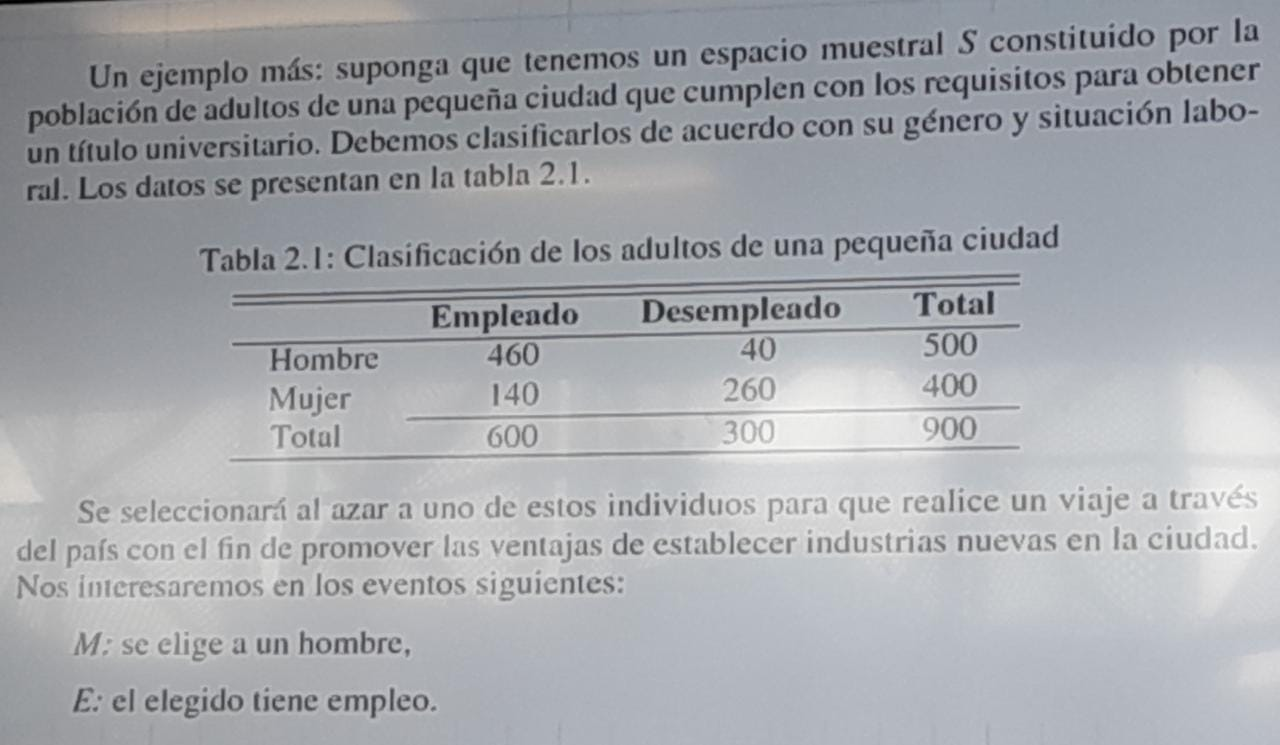 Un ejemplo más: suponga que tenemos un espacio muestral S constituido por la
población de adultos de una pequeña ciudad que cumplen con los requisitos para obtener
un título universitario. Debemos clasificarlos de acuerdo con su género y situación labo-
ral. Los datos se presentan en la tabla 2.1.
Tabla 2.1: Clasificación de los adultos de una pequeña ciudad
Empleado Desempleado Total
Hombre 460 40 500
Mujer 140 260 400
Total 600 300 900
Se seleccionará al azar a uno de estos individuos para que realice un viaje a través
del país con el fin de promover las ventajas de establecer industrias nuevas en la ciudad.
Nos interesaremos en los eventos siguientes:
M: se elige a un hombre,
E: el elegido tiene empleo.